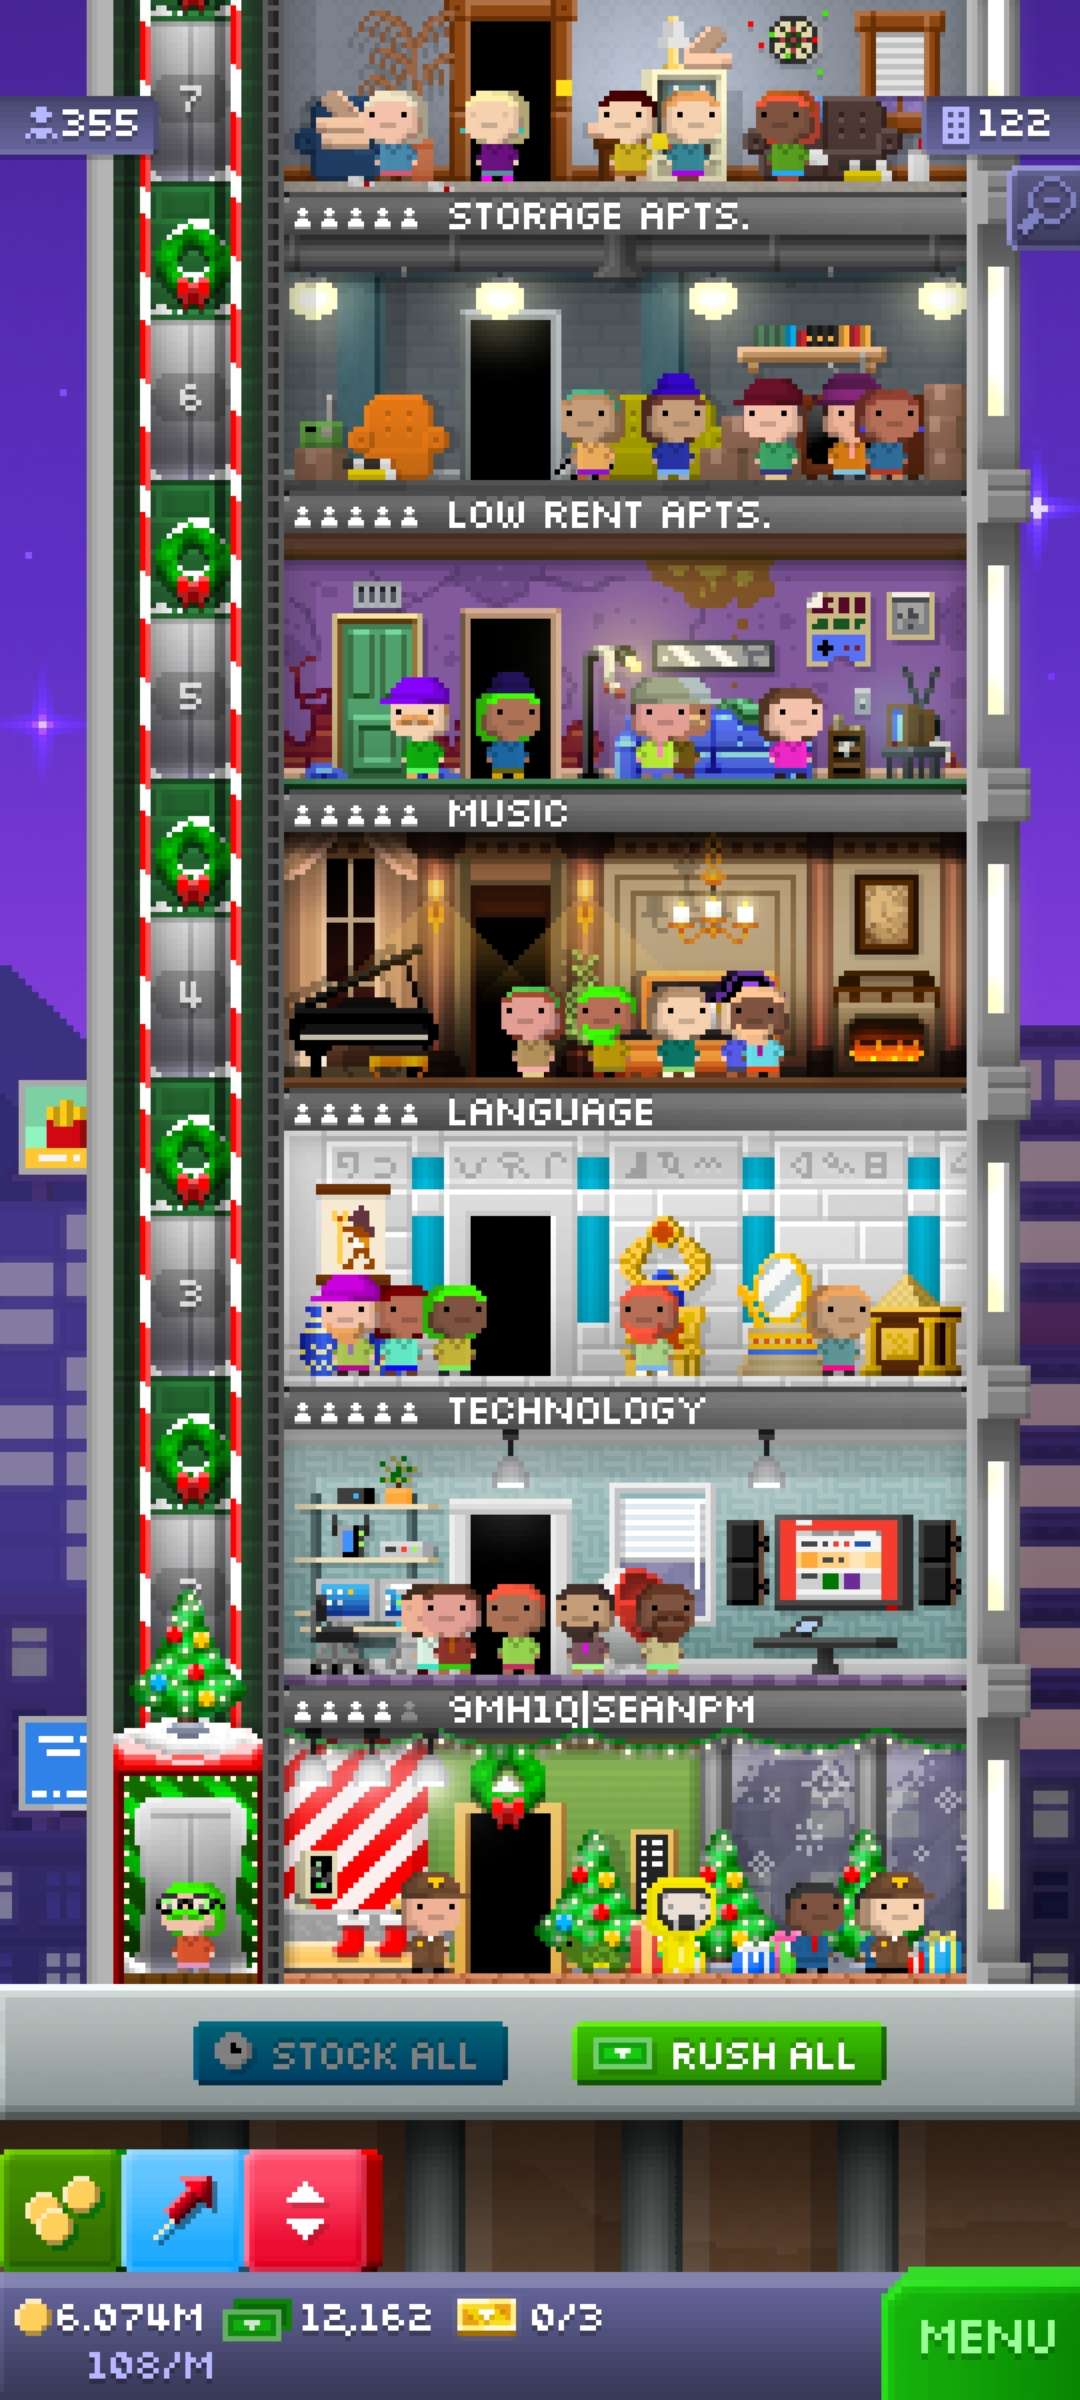 7
355
122
STORAGE APTS.
6
LOW RENT APTS.
5
MUSIC
4
LANGUAGE
3
TECHNOLOGY
9MH1Q|SEANPM
STOCK ALL
RUSH ALL
6.074M
12,162
0/3
108/M
MENU